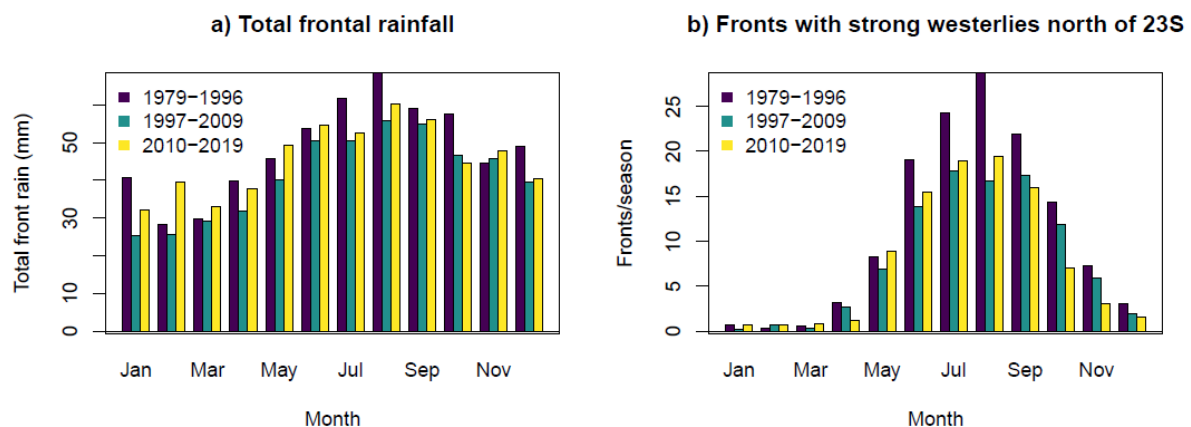 a) Total frontal rainfall
Total front rain (mm)
50
30
10
0
1979−1996
1997−2009
2010−2019
Jan Mar May Jul Sep Nov
Month
b) Fronts with strong westerlies north of 23S
Fronts/season
25
20
15
10
5
0
1979−1996
1997−2009
2010−2019
Jan Mar May Jul Sep Nov
Month